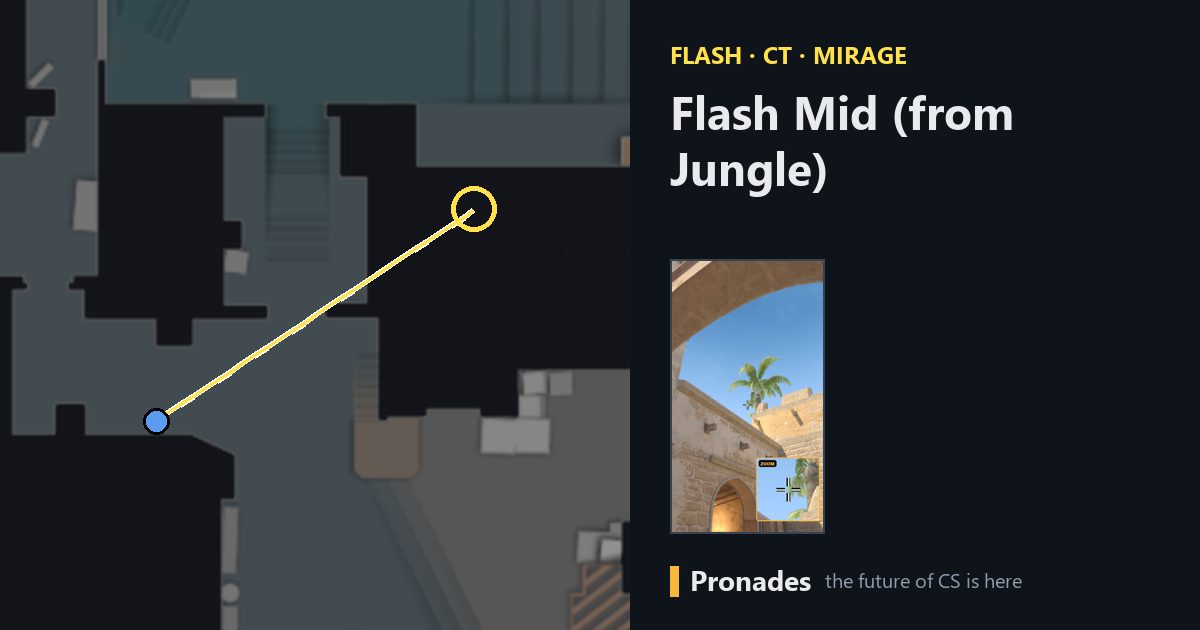 FLASH · CT · MIRAGE
Flash Mid (from
Jungle)
ZOOM
Pronades the future of CS is here